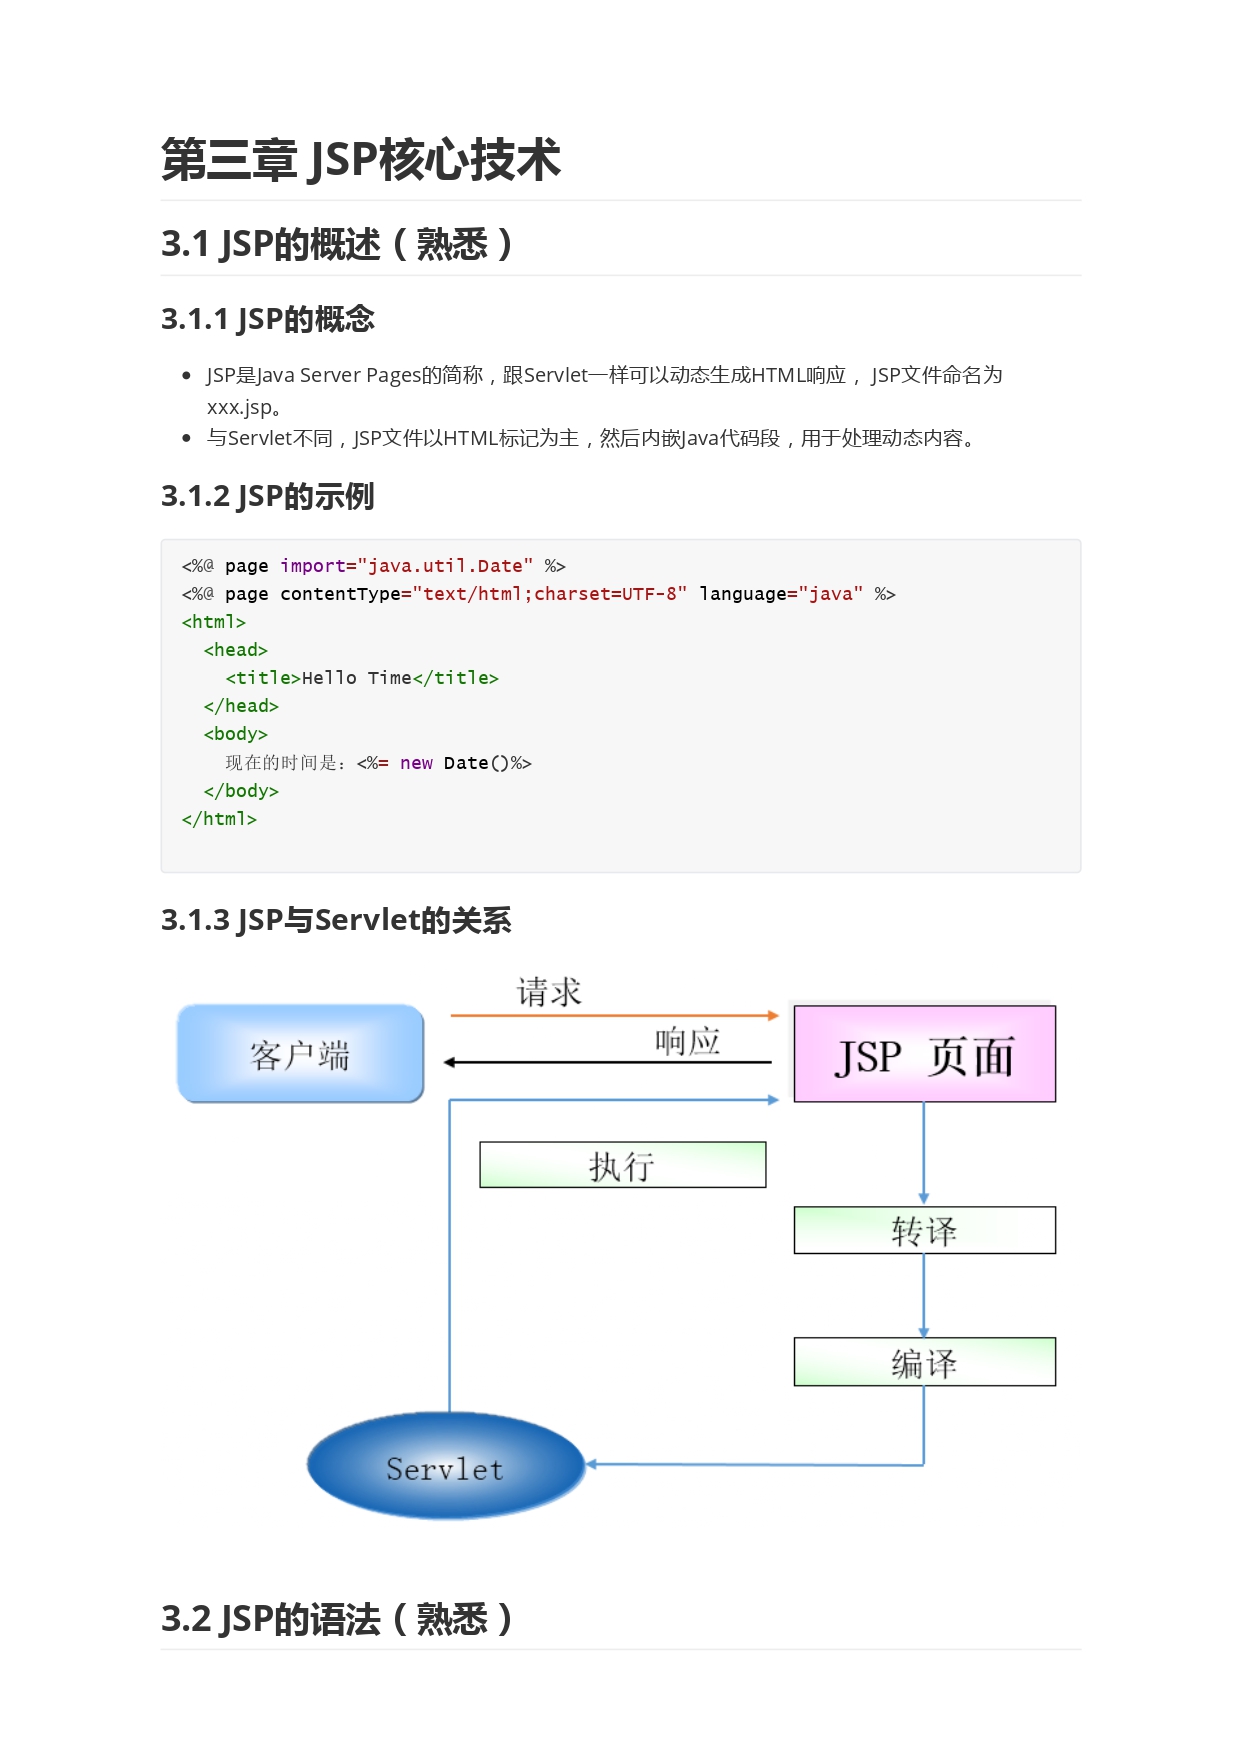 第三章 JSP核心技术
3.1 JSP的概述（熟悉）
3.1.1 JSP的概念
JSP是Java Server Pages的简称，跟Servlet一样可以动态生成HTML响应， JSP文件命名为
xxx.jsp。
与Servlet不同，JSP文件以HTML标记为主，然后内嵌Java代码段，用于处理动态内容。
3.1.2 JSP的示例
<%@ page import="java.util.Date" %>
<%@ page contentType="text/html;charset=UTF-8" language="java" %>
<html>
  <head>
    <title>Hello Time</title>
  </head>
  <body>
    现在的时间是：<%= new Date()%>
  </body>
</html>
3.1.3 JSP与Servlet的关系
请求
响应
客户端
JSP 页面
执行
转译
编译
Servlet
3.2 JSP的语法（熟悉）